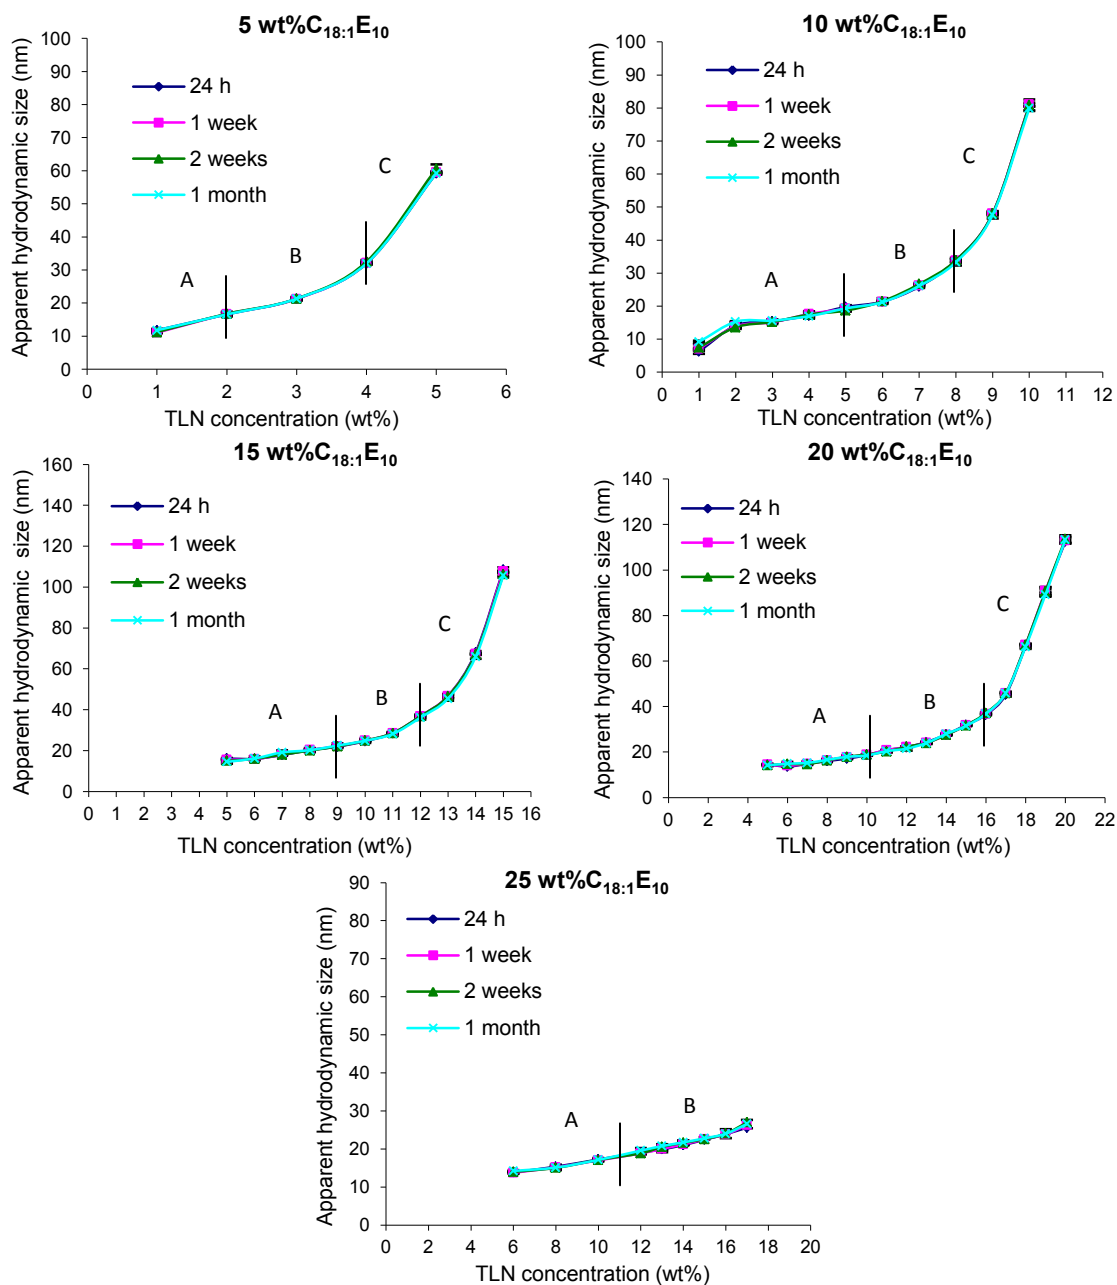 5 wt%C18:1E10
Apparent hydrodynamic size (nm)
100
90
80
70
60
50
40
30
20
10
0
24 h
1 week
2 weeks
1 month
A
B
C
0 1 2 3 4 5 6
TLN concentration (wt%)
10 wt%C18:1E10
Apparent hydrodynamic size (nm)
100
90
80
70
60
50
40
30
20
10
0
24 h
1 week
2 weeks
1 month
A
B
C
0 1 2 3 4 5 6 7 8 9 10 11 12
TLN concentration (wt%)
15 wt%C18:1E10
Apparent hydrodynamic size (nm)
160
140
120
100
80
60
40
20
0
24 h
1 week
2 weeks
1 month
A
B
C
0 1 2 3 4 5 6 7 8 9 10 11 12 13 14 15 16
TLN concentration (wt%)
20 wt%C18:1E10
Apparent hydrodynamic size (nm)
140
120
100
80
60
40
20
0
24 h
1 week
2 weeks
1 month
A
B
C
0 2 4 6 8 10 12 14 16 18 20 22
TLN concentration (wt%)
25 wt%C18:1E10
Apparent hydrodynamic size (nm)
90
80
70
60
50
40
30
20
10
0
24 h
1 week
2 weeks
1 month
A
B
0 2 4 6 8 10 12 14 16 18 20
TLN concentration (wt%)